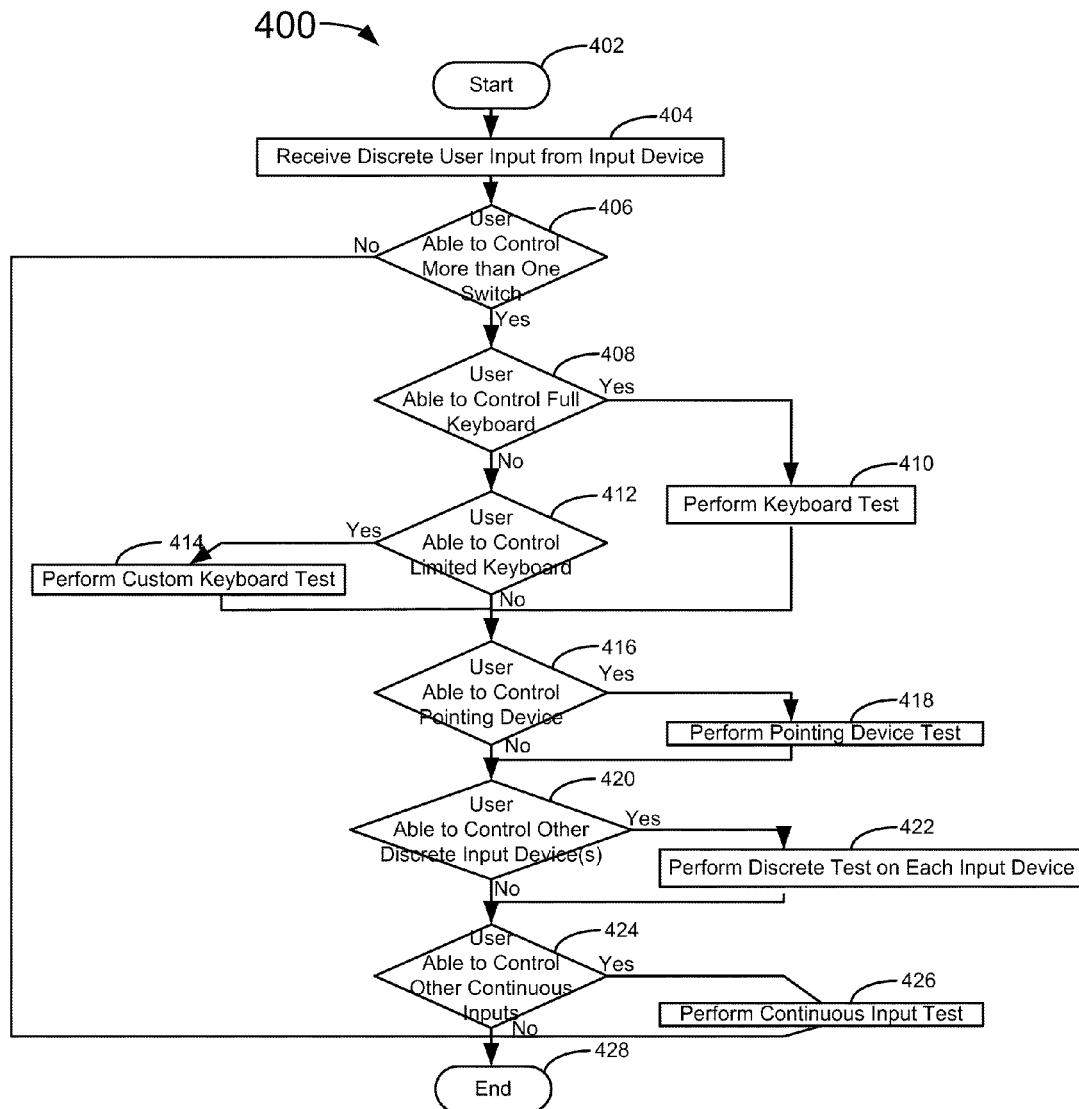 400
402
Start
404
Receive Discrete User Input from Input Device
406
User
Able to Control
More than One
Switch
No
Yes
408
User
Able to Control Full
Keyboard
Yes
No
410
Perform Keyboard Test
412
User
Able to Control
Limited Keyboard
Yes
414
Perform Custom Keyboard Test
No
416
User
Able to Control
Pointing Device
Yes
418
Perform Pointing Device Test
No
420
User
Able to Control Other
Discrete Input Device(s)
Yes
422
Perform Discrete Test on Each Input Device
No
424
User
Able to Control
Other Continuous
Inputs
Yes
426
Perform Continuous Input Test
No
428
End